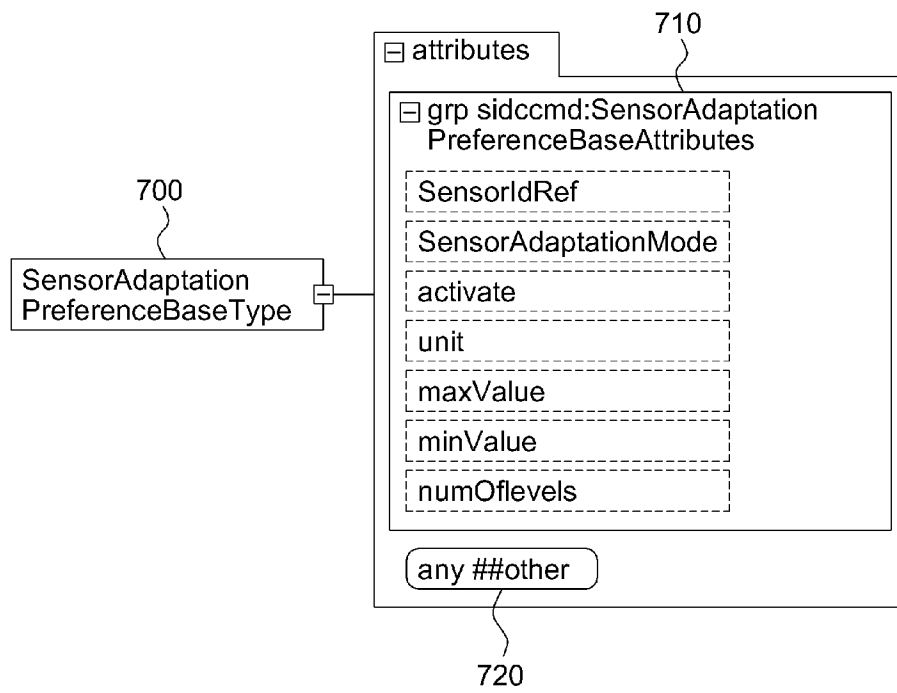 700
SensorAdaptation
PreferenceBaseType
attributes
710
grp sidccmd:SensorAdaptation
PreferenceBaseAttributes
SensorIdRef
SensorAdaptationMode
activate
unit
maxValue
minValue
numOflevels
any ##other
720